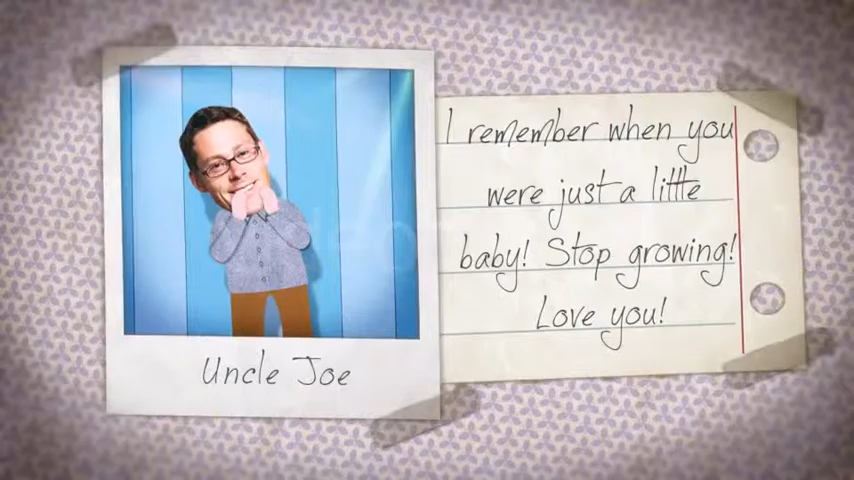 I remember when you
were just a little
baby! Stop growing!
Love you!
Uncle Joe